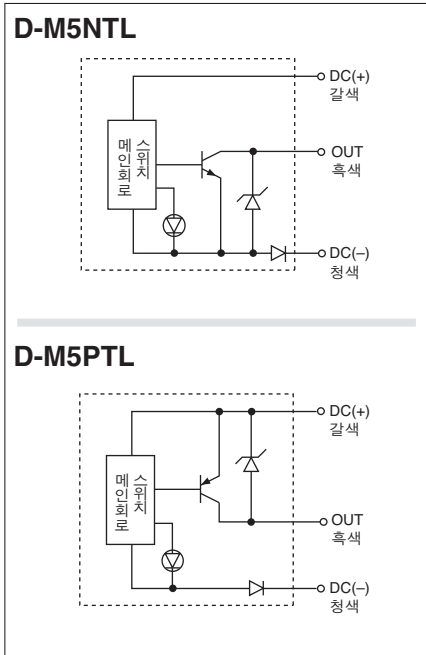 D-M5NTL
DC(+)
갈색
스위치
메인회로
OUT
흑색
DC(–)
청색
D-M5PTL
DC(+)
갈색
스위치
메인회로
OUT
흑색
DC(–)
청색